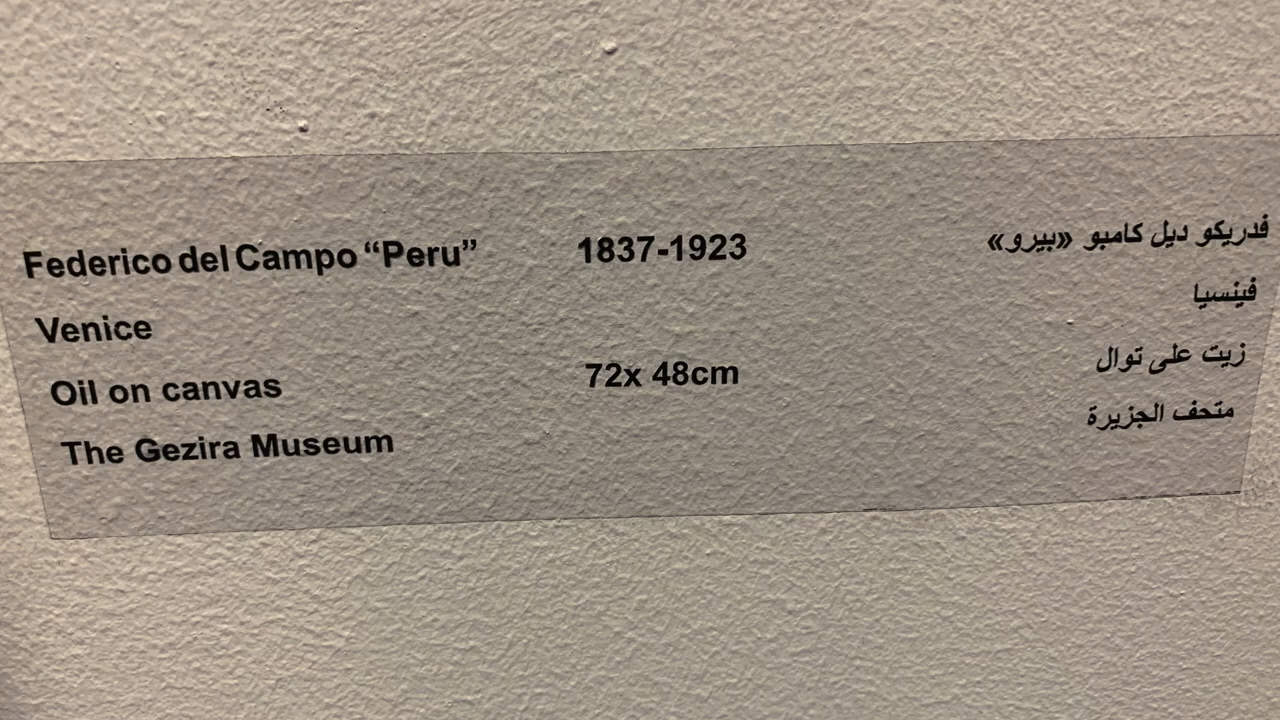 Federico del Campo “Peru” 1837-1923 فدريكو ديل كامبو «بيرو»
Venice فينسيا
Oil on canvas 72x 48cm زيت على توال
The Gezira Museum متحف الجزيرة